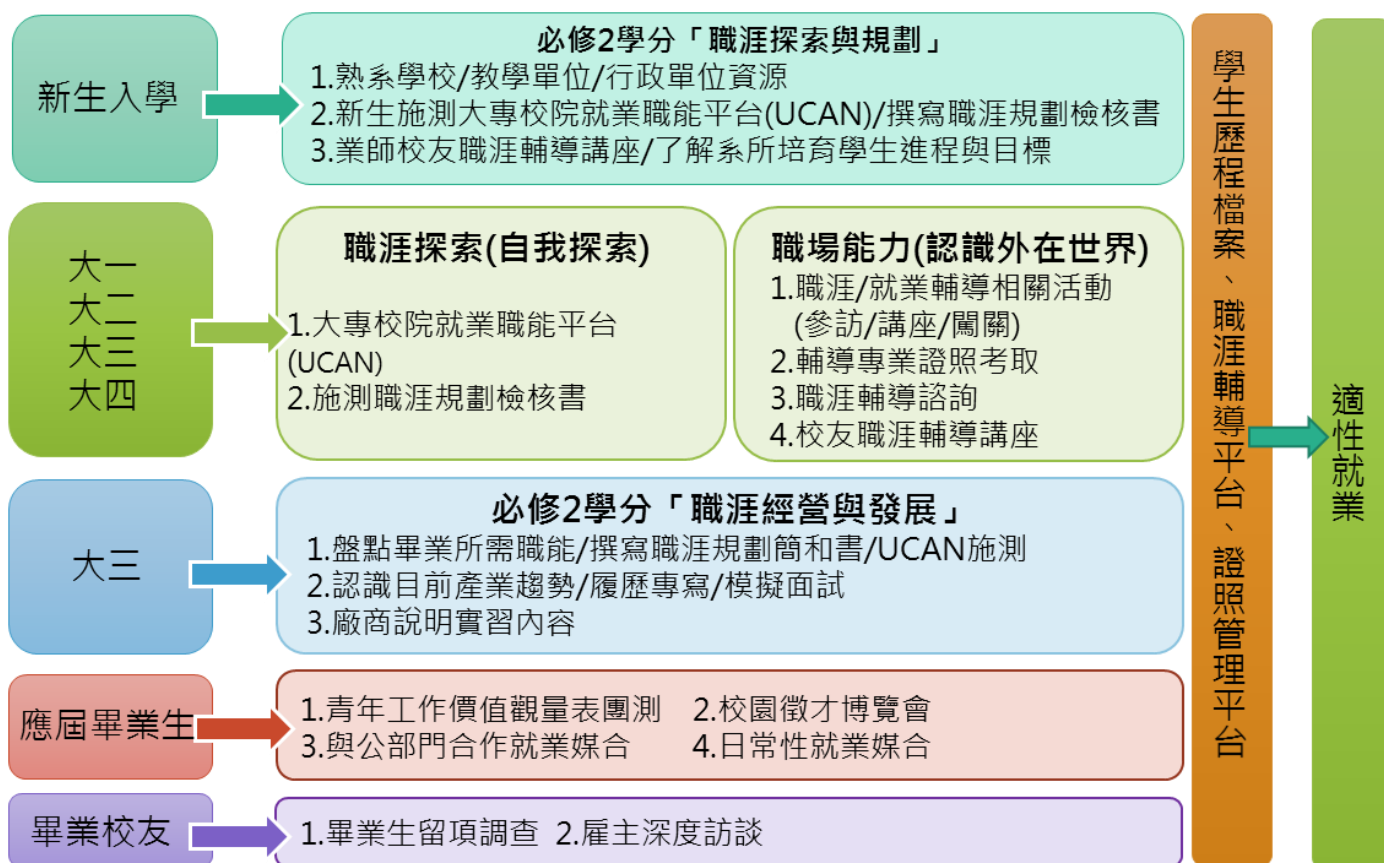 新生入學
必修2學分「職涯探索與規劃」
1.熟系學校/教學單位/行政單位資源
2.新生施測大專校院就業職能平台(UCAN)/撰寫職涯規劃檢核書
3.業師校友職涯輔導講座/了解系所培育學生進程與目標
大一
大二
大三
大四
職涯探索(自我探索)
1.大專校院就業職能平台
(UCAN)
2.施測職涯規劃檢核書
職場能力(認識外在世界)
1.職涯/就業輔導相關活動
(參訪/講座/闖關)
2.輔導專業證照考取
3.職涯輔導諮詢
4.校友職涯輔導講座
大三
必修2學分「職涯經營與發展」
1.盤點畢業所需職能/撰寫職涯規劃簡和書/UCAN施測
2.認識目前產業趨勢/履歷專寫/模擬面試
3.廠商說明實習內容
應屆畢業生
1.青年工作價值觀量表團測 2.校園徵才博覽會
3.與公部門合作就業媒合 4.日常性就業媒合
畢業校友
1.畢業生留項調查 2.雇主深度訪談
學生歷程檔案、職涯輔導平台、證照管理平台
適性就業